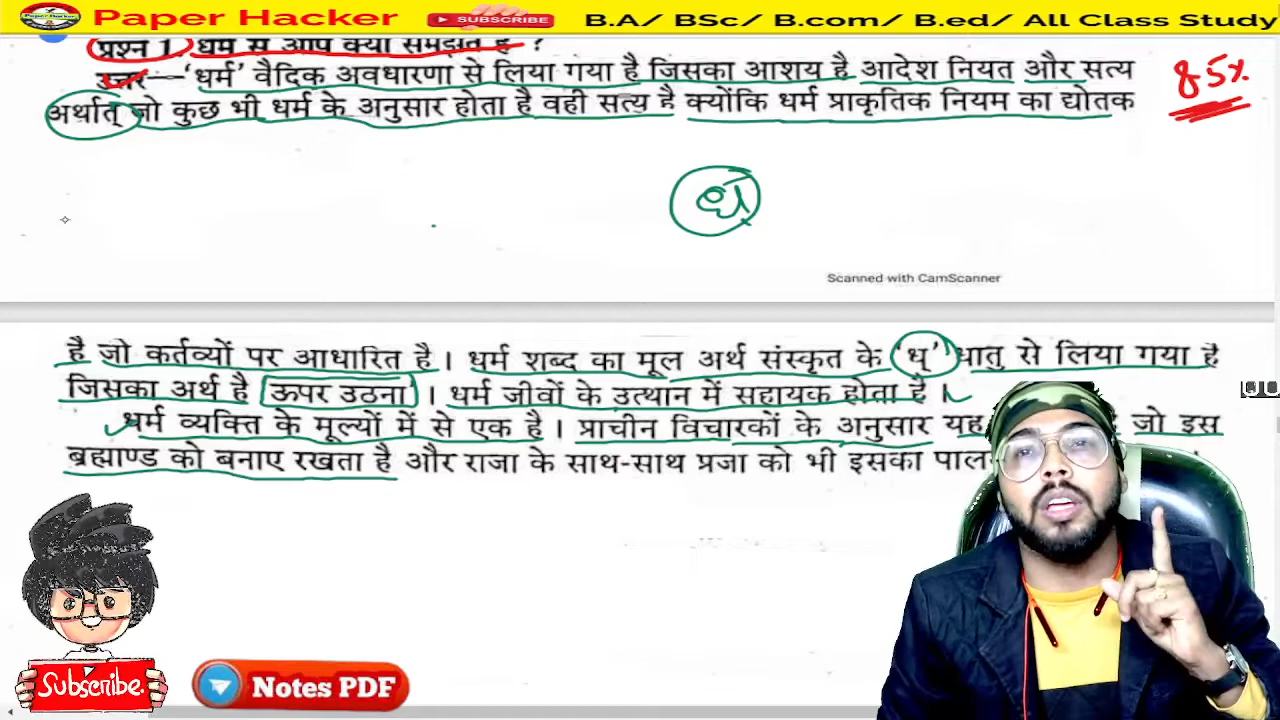 Paper Hacker SUBSCRIBE B.A/ BSc/ B.com/ B.ed/ All Class Study
प्रश्न 1 धर्म से आप क्या समझते हैं ?
उत्तर—‘धर्म’ वैदिक अवधारणा से लिया गया है जिसका आशय है आदेश नियत और सत्य
अर्थात् जो कुछ भी धर्म के अनुसार होता है वही सत्य है क्योंकि धर्म प्राकृतिक नियम का द्योतक
85%
Scanned with CamScanner
है जो कर्तव्यों पर आधारित है। धर्म शब्द का मूल अर्थ संस्कृत के ‘धृ’ धातु से लिया गया है
जिसका अर्थ है ऊपर उठना। धर्म जीवों के उत्थान में सहायक होता है।
धर्म व्यक्ति के मूल्यों में से एक है। प्राचीन विचारकों के अनुसार यह जो इस
ब्रह्माण्ड को बनाए रखता है और राजा के साथ-साथ प्रजा को भी इसका
Subscribe.
Notes PDF